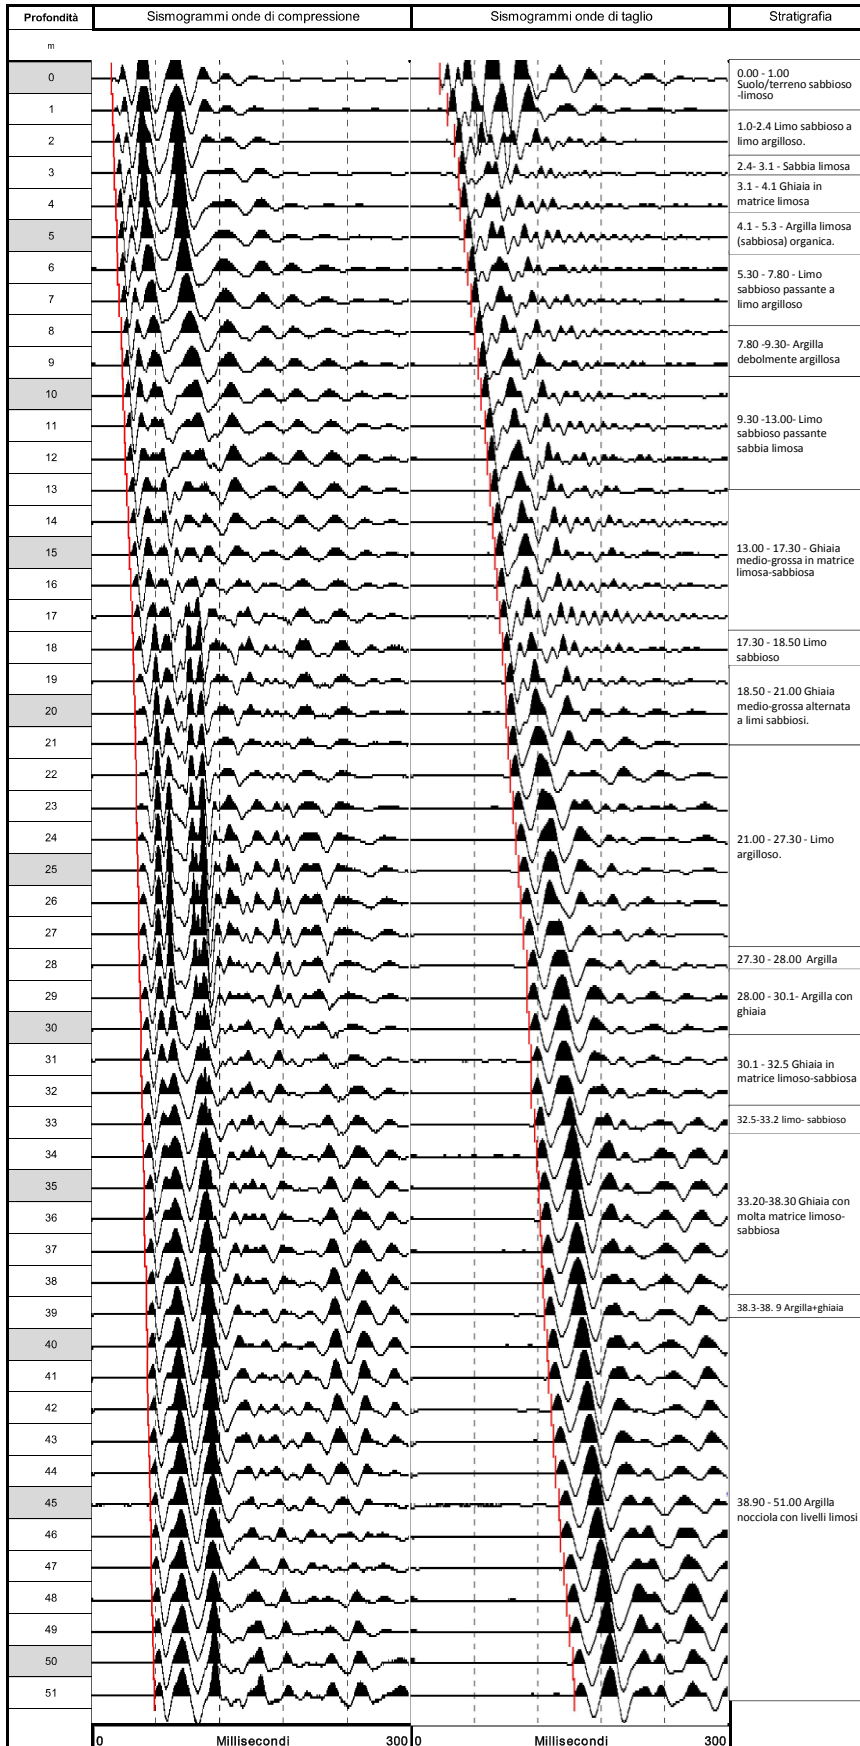 Profondità Sismogrammi onde di compressione Sismogrammi onde di taglio Stratigrafia
m
0
1
2
3
4
5
6
7
8
9
10
11
12
13
14
15
16
17
18
19
20
21
22
23
24
25
26
27
28
29
30
31
32
33
34
35
36
37
38
39
40
41
42
43
44
45
46
47
48
49
50
51
0.00 - 1.00
Suolo/terreno sabbioso
-limoso
1.0-2.4 Limo sabbioso a
limo argilloso.
2.4- 3.1 - Sabbia limosa
3.1 - 4.1 Ghiaia in
matrice limosa
4.1 - 5.3 - Argilla limosa
(sabbiosa) organica.
5.30 - 7.80 - Limo
sabbioso passante a
limo argilloso
7.80 -9.30- Argilla
debolmente argillosa
9.30 -13.00- Limo
sabbioso passante
sabbia limosa
13.00 - 17.30 - Ghiaia
medio-grossa in matrice
limosa-sabbiosa
17.30 - 18.50 Limo
sabbioso
18.50 - 21.00 Ghiaia
medio-grossa alternata
a limi sabbiosi.
21.00 - 27.30 - Limo
argilloso.
27.30 - 28.00 Argilla
28.00 - 30.1- Argilla con
ghiaia
30.1 - 32.5 Ghiaia in
matrice limoso-sabbiosa
32.5-33.2 limo- sabbioso
33.20-38.30 Ghiaia con
molta matrice limoso-
sabbiosa
38.3-38. 9 Argilla+ghiaia
38.90 - 51.00 Argilla
nocciola con livelli limosi
0 Millisecondi 300 0 Millisecondi 300